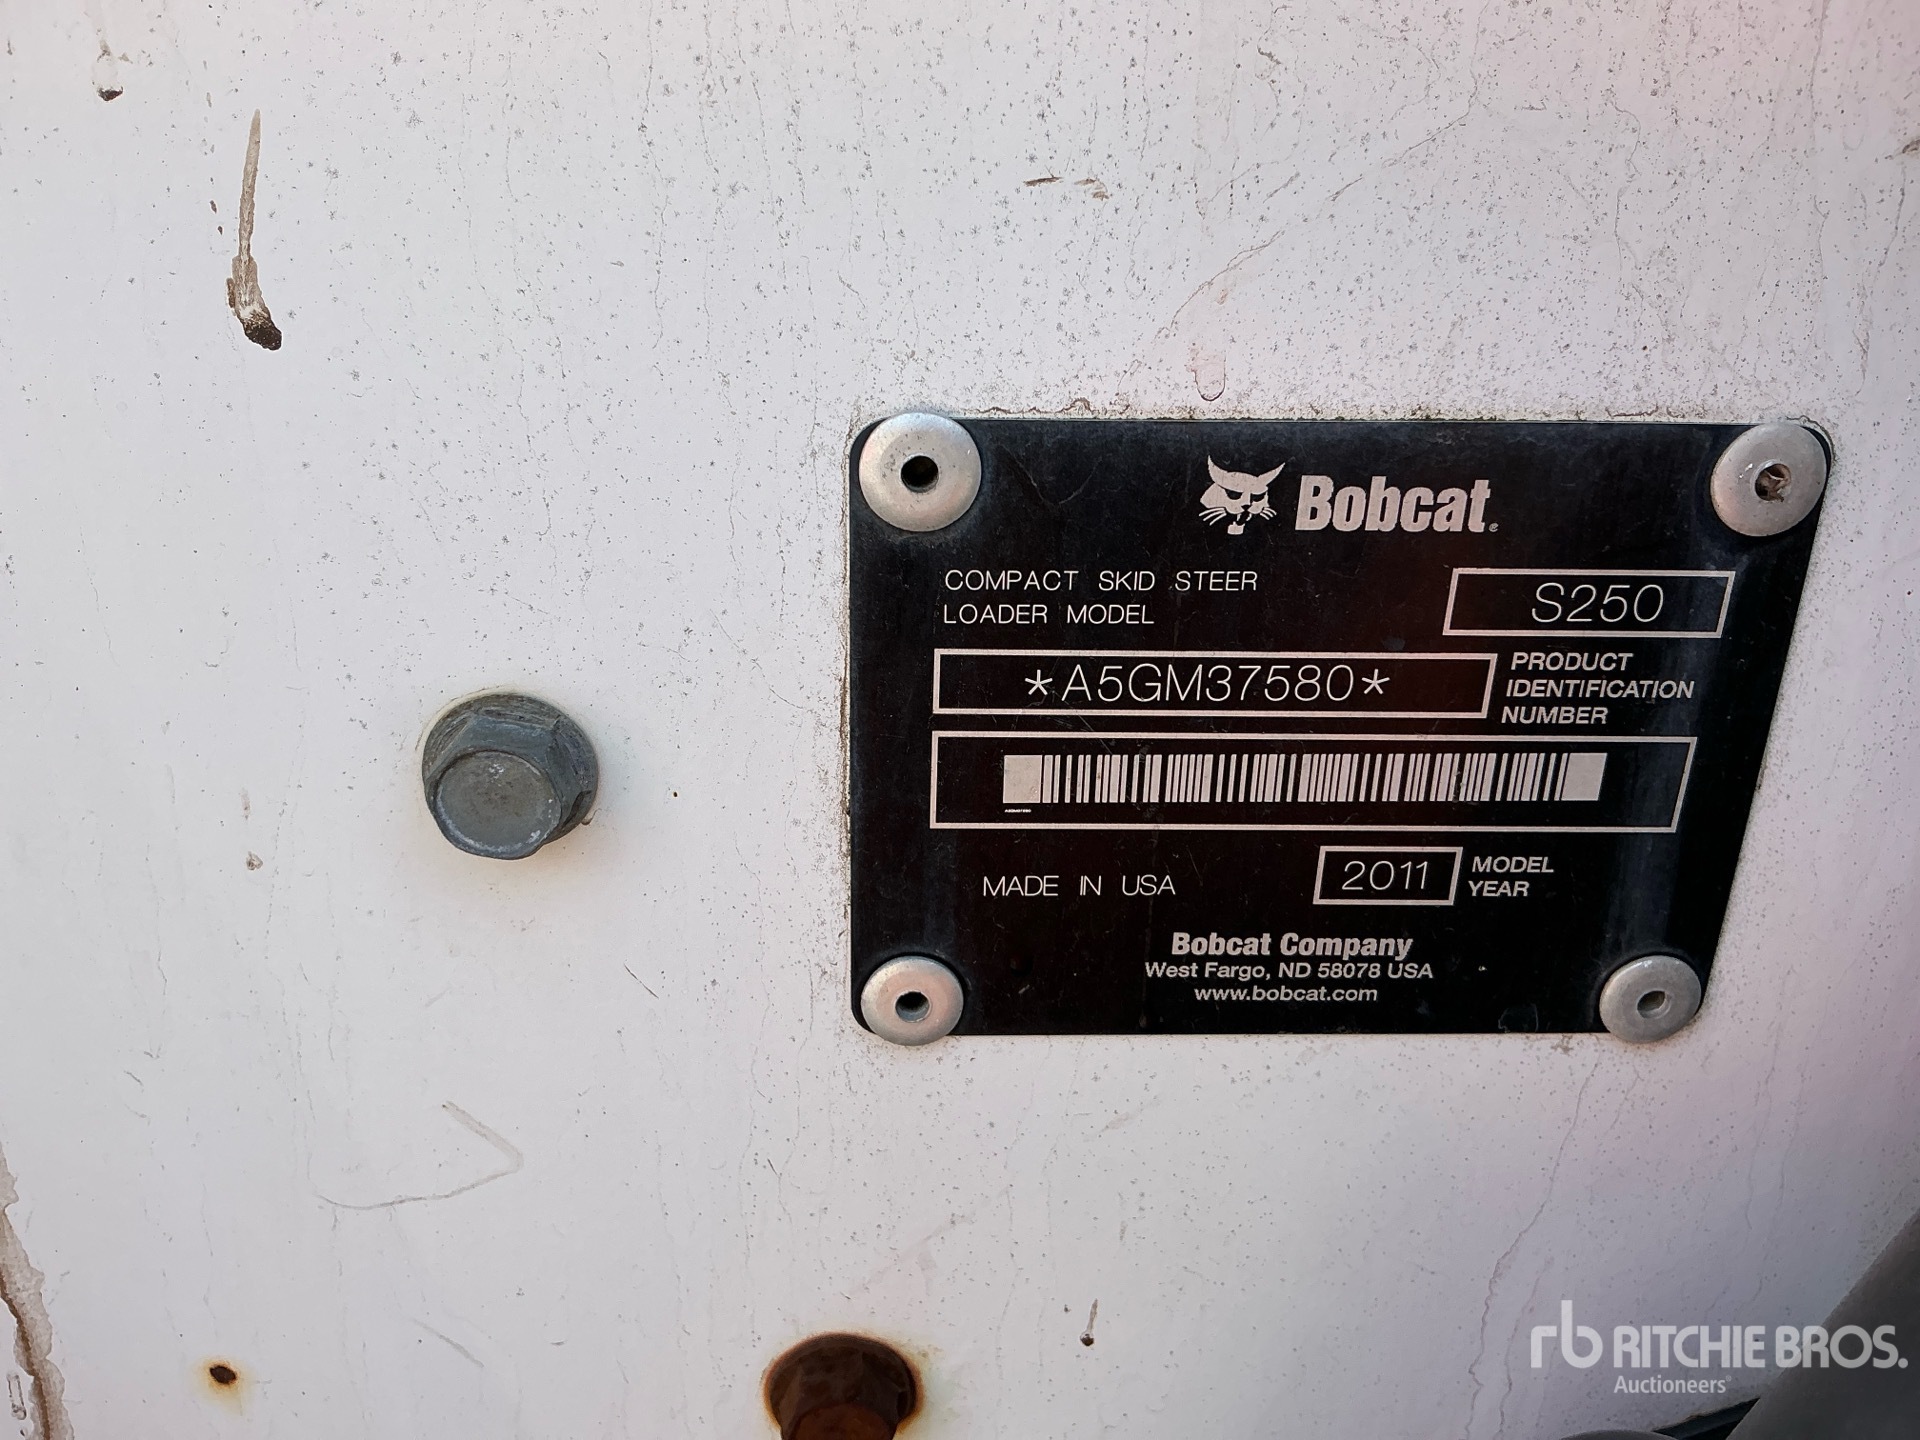 Bobcat®
COMPACT SKID STEER
LOADER MODEL
S250
*A5GM37580*
PRODUCT
IDENTIFICATION
NUMBER
MADE IN USA
2011
MODEL
YEAR
Bobcat Company
West Fargo, ND 58078 USA
www.bobcat.com
rb RITCHIE BROS.
Auctioneers